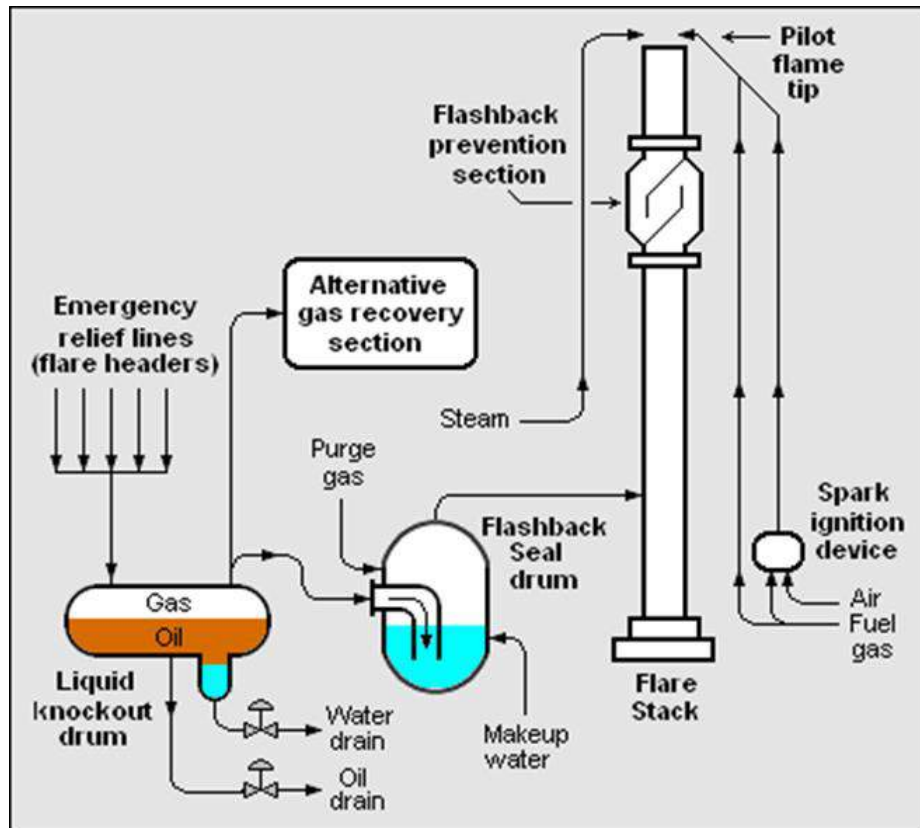 Pilot
flame
tip
Flashback
prevention
section
Alternative
gas recovery
section
Emergency
relief lines
(flare headers)
Steam
Purge
gas
Flashback
Seal
drum
Spark
ignition
device
Air
Fuel
gas
Gas
Oil
Liquid
knockout
drum
Water
drain
Oil
drain
Makeup
water
Flare
Stack